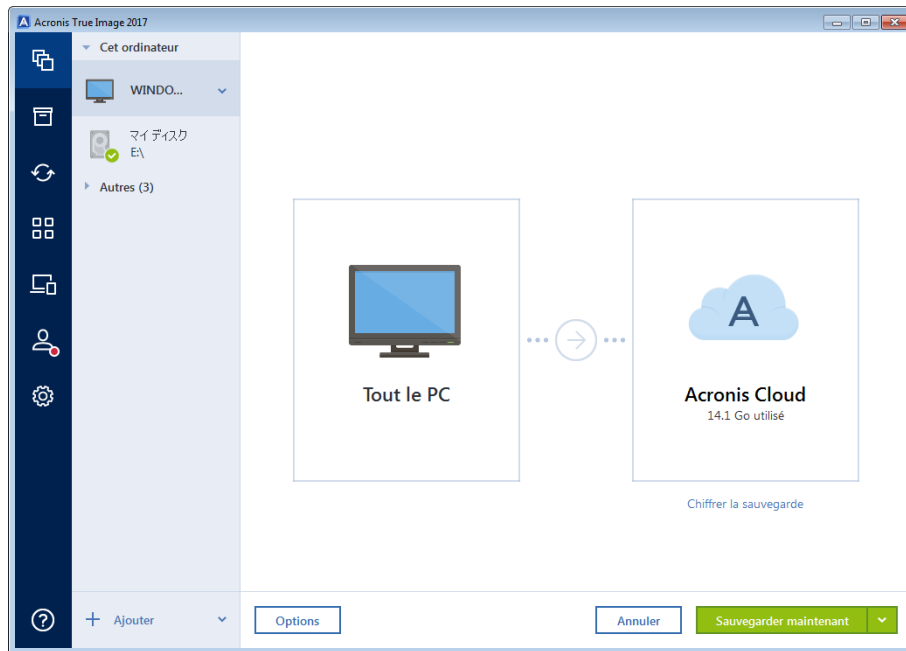 Acronis True Image 2017
Cet ordinateur
WINDO...
マイ ディスク
E:\
Autres (3)
Tout le PC
Acronis Cloud
14.1 Go utilisé
Chiffrer la sauvegarde
Ajouter
Options
Annuler
Sauvegarder maintenant